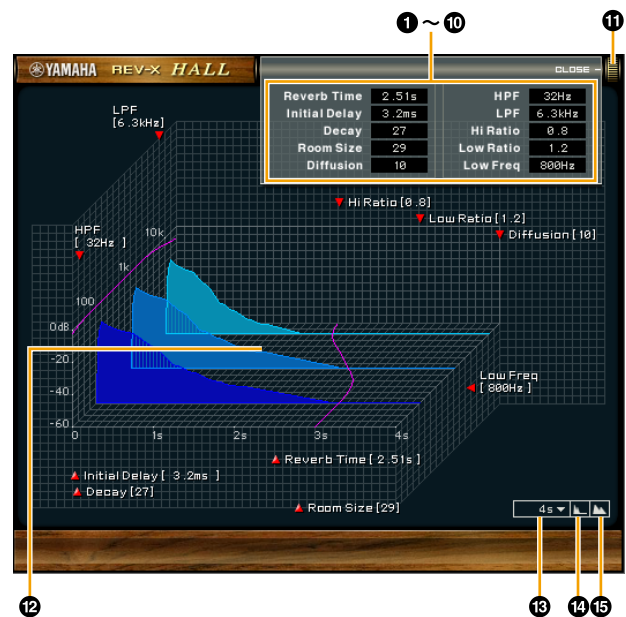 ❶ ~ ❿
⓫
YAMAHA REV-X HALL
CLOSE –
Reverb Time 2.51s HPF 32Hz
Initial Delay 3.2ms LPF 6.3kHz
Decay 27 Hi Ratio 0.8
Room Size 29 Low Ratio 1.2
Diffusion 10 Low Freq 800Hz
LPF
[6.3kHz]
Hi Ratio [0.8]
Low Ratio [1.2]
Diffusion [10]
HPF
[ 32Hz ]
10k
1k
100
0dB
-20
-40
-60
0 1s 2s 3s 4s
Low Freq
[ 800Hz ]
Reverb Time [ 2.51s ]
Initial Delay [ 3.2ms ]
Decay [27]
Room Size [29]
4s
⓬ ⓭ ⓮ ⓯